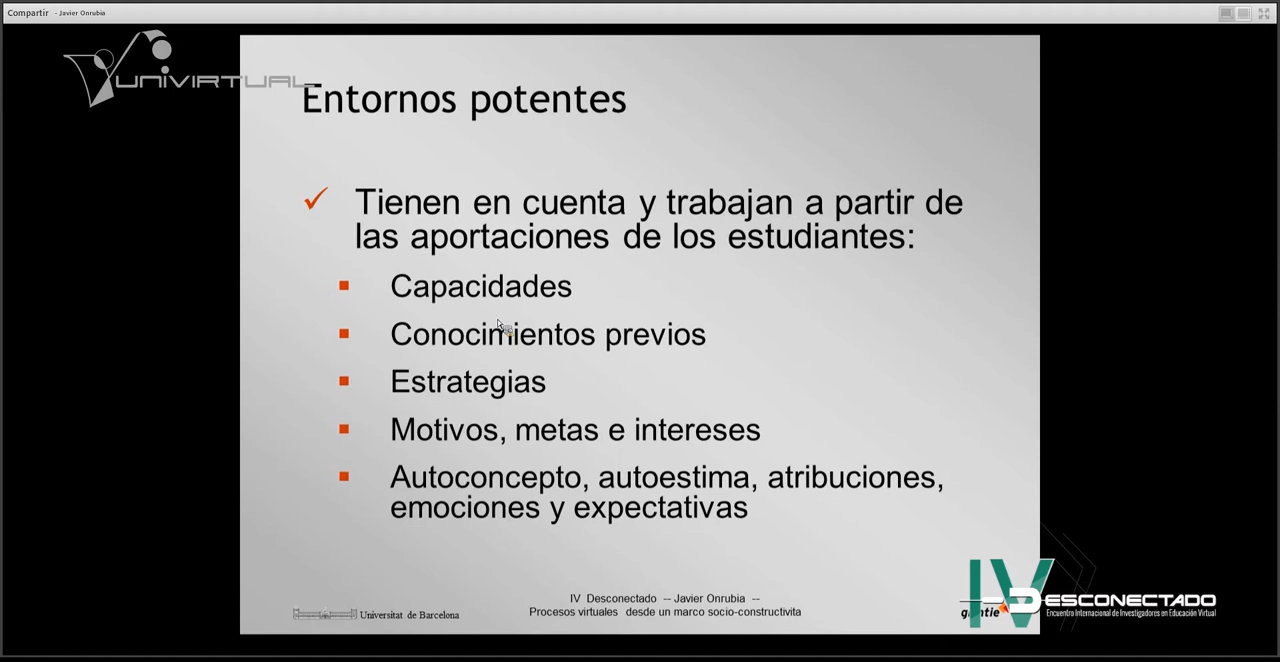 Compartir - Javier Onrubia
UNIVIRTUAL
Entornos potentes
✓ Tienen en cuenta y trabajan a partir de
las aportaciones de los estudiantes:
▪ Capacidades
▪ Conocimientos previos
▪ Estrategias
▪ Motivos, metas e intereses
▪ Autoconcepto, autoestima, atribuciones,
emociones y expectativas
IV Desconectado -- Javier Onrubia --
Procesos virtuales desde un marco socio-constructivita
Universitat de Barcelona
IV
DESCONECTADO
Encuentro Internacional de Investigadores en Educación Virtual